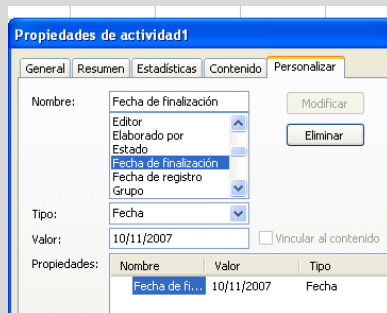 Propiedades de actividad1
General Resumen Estadísticas Contenido Personalizar
Nombre: Fecha de finalización Modificar
Editor
Elaborado por Eliminar
Estado
Fecha de finalización
Fecha de registro
Grupo
Tipo: Fecha
Valor: 10/11/2007 Vincular al contenido
Propiedades: Nombre Valor Tipo
Fecha de fi... 10/11/2007 Fecha